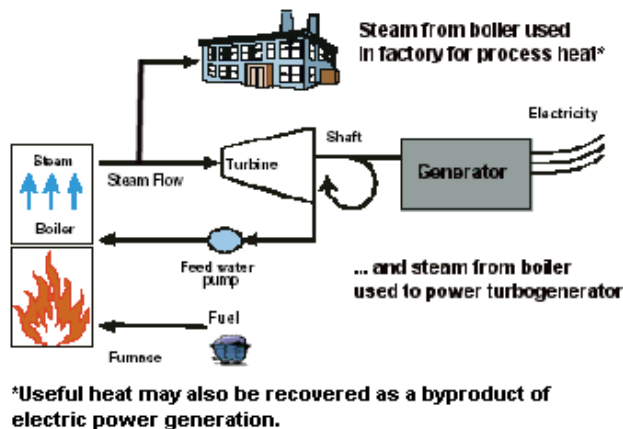 Steam from boiler used
in factory for process heat*
Electricity
Shaft
Steam
Turbine
Generator
Steam Flow
Boiler
Feed water
pump
... and steam from boiler
used to power turbogenerator
Fuel
Furnace
*Useful heat may also be recovered as a byproduct of
electric power generation.